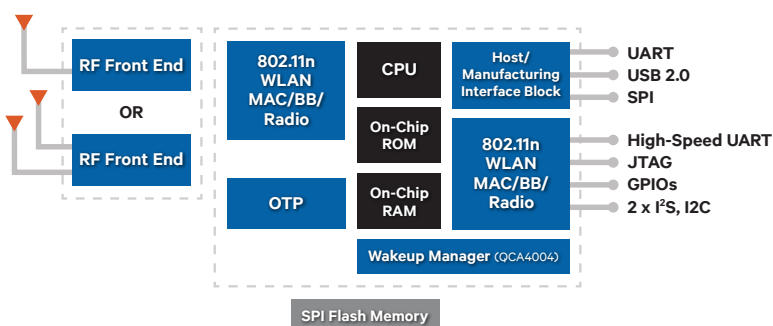 RF Front End
OR
RF Front End
802.11n
WLAN
MAC/BB/
Radio
OTP
CPU
On-Chip
ROM
On-Chip
RAM
Host/
Manufacturing
Interface Block
802.11n
WLAN
MAC/BB/
Radio
Wakeup Manager (QCA4004)
UART
USB 2.0
SPI
High-Speed UART
JTAG
GPIOs
2 x I²S, I2C
SPI Flash Memory